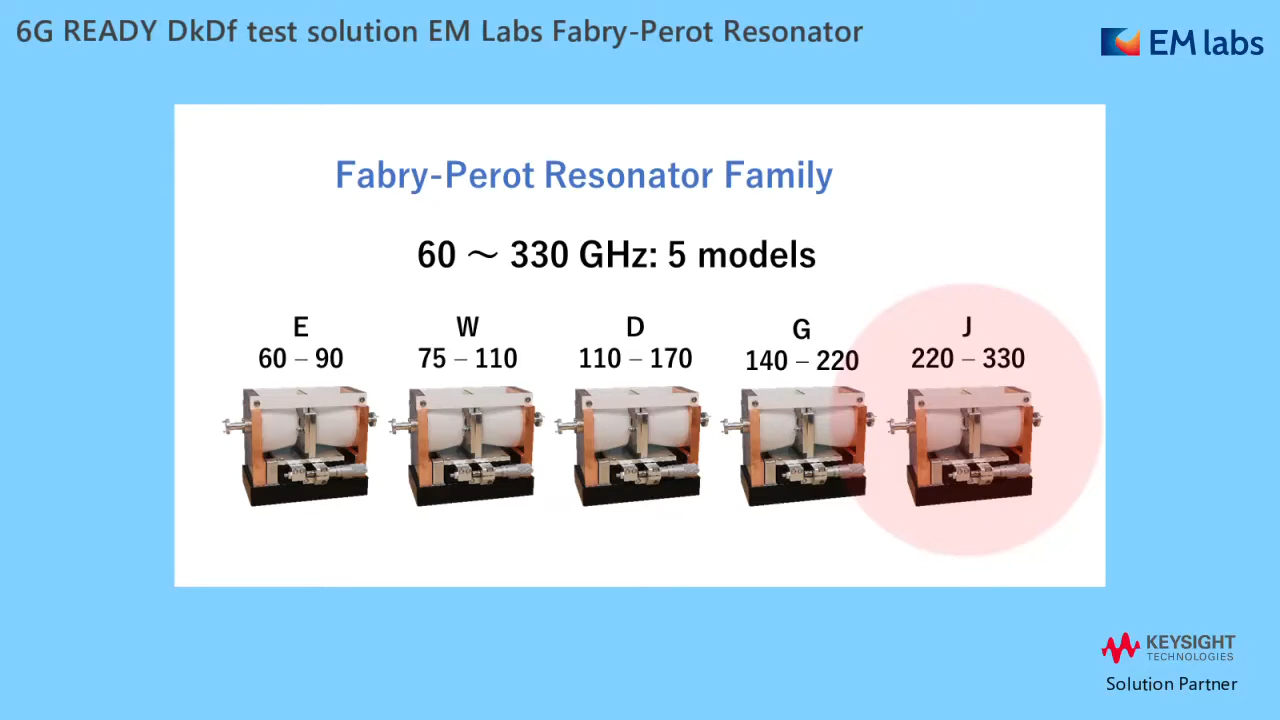 6G READY DkDf test solution EM Labs Fabry-Perot Resonator
EM labs
Fabry-Perot Resonator Family
60 ～ 330 GHz: 5 models
E W D G J
60 – 90 75 – 110 110 – 170 140 – 220 220 – 330
KEYSIGHT
TECHNOLOGIES
Solution Partner